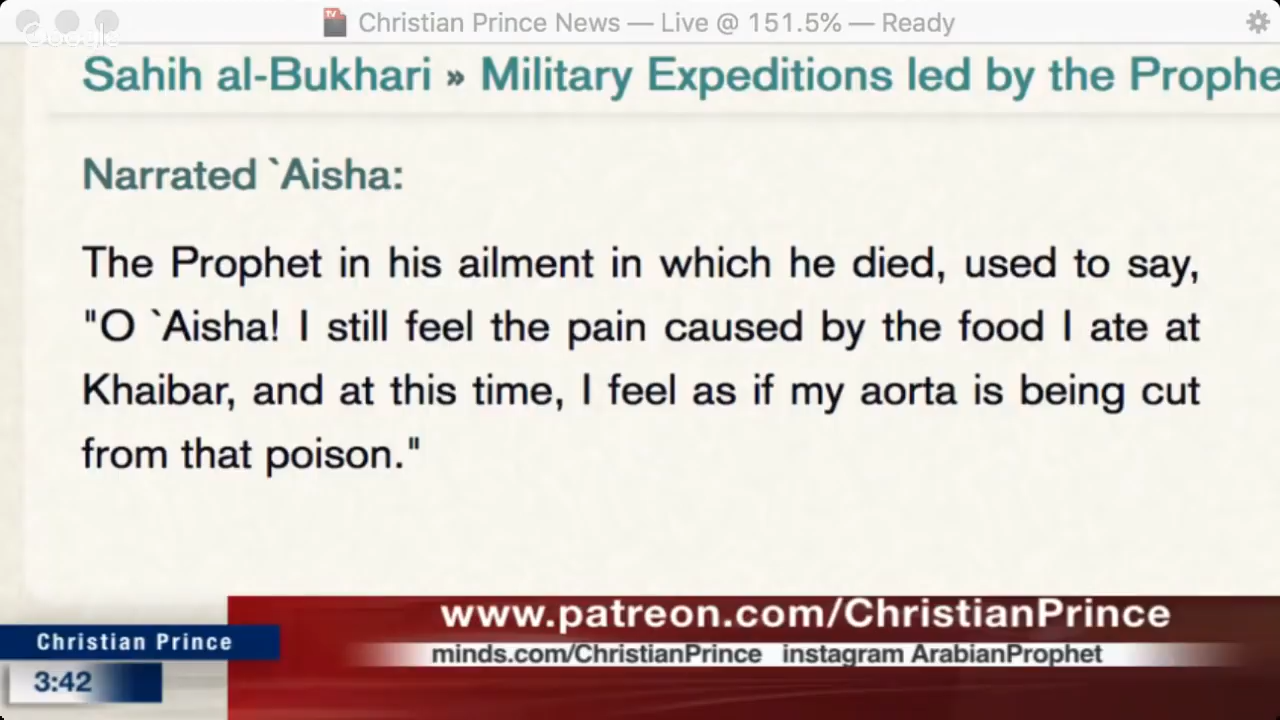 Christian Prince News — Live @ 151.5% — Ready
Google
Sahih al-Bukhari » Military Expeditions led by the Prophe
Narrated `Aisha:
The Prophet in his ailment in which he died, used to say,
"O `Aisha! I still feel the pain caused by the food I ate at
Khaibar, and at this time, I feel as if my aorta is being cut
from that poison."
www.patreon.com/ChristianPrince
Christian Prince
minds.com/ChristianPrince instagram ArabianProphet
3:42